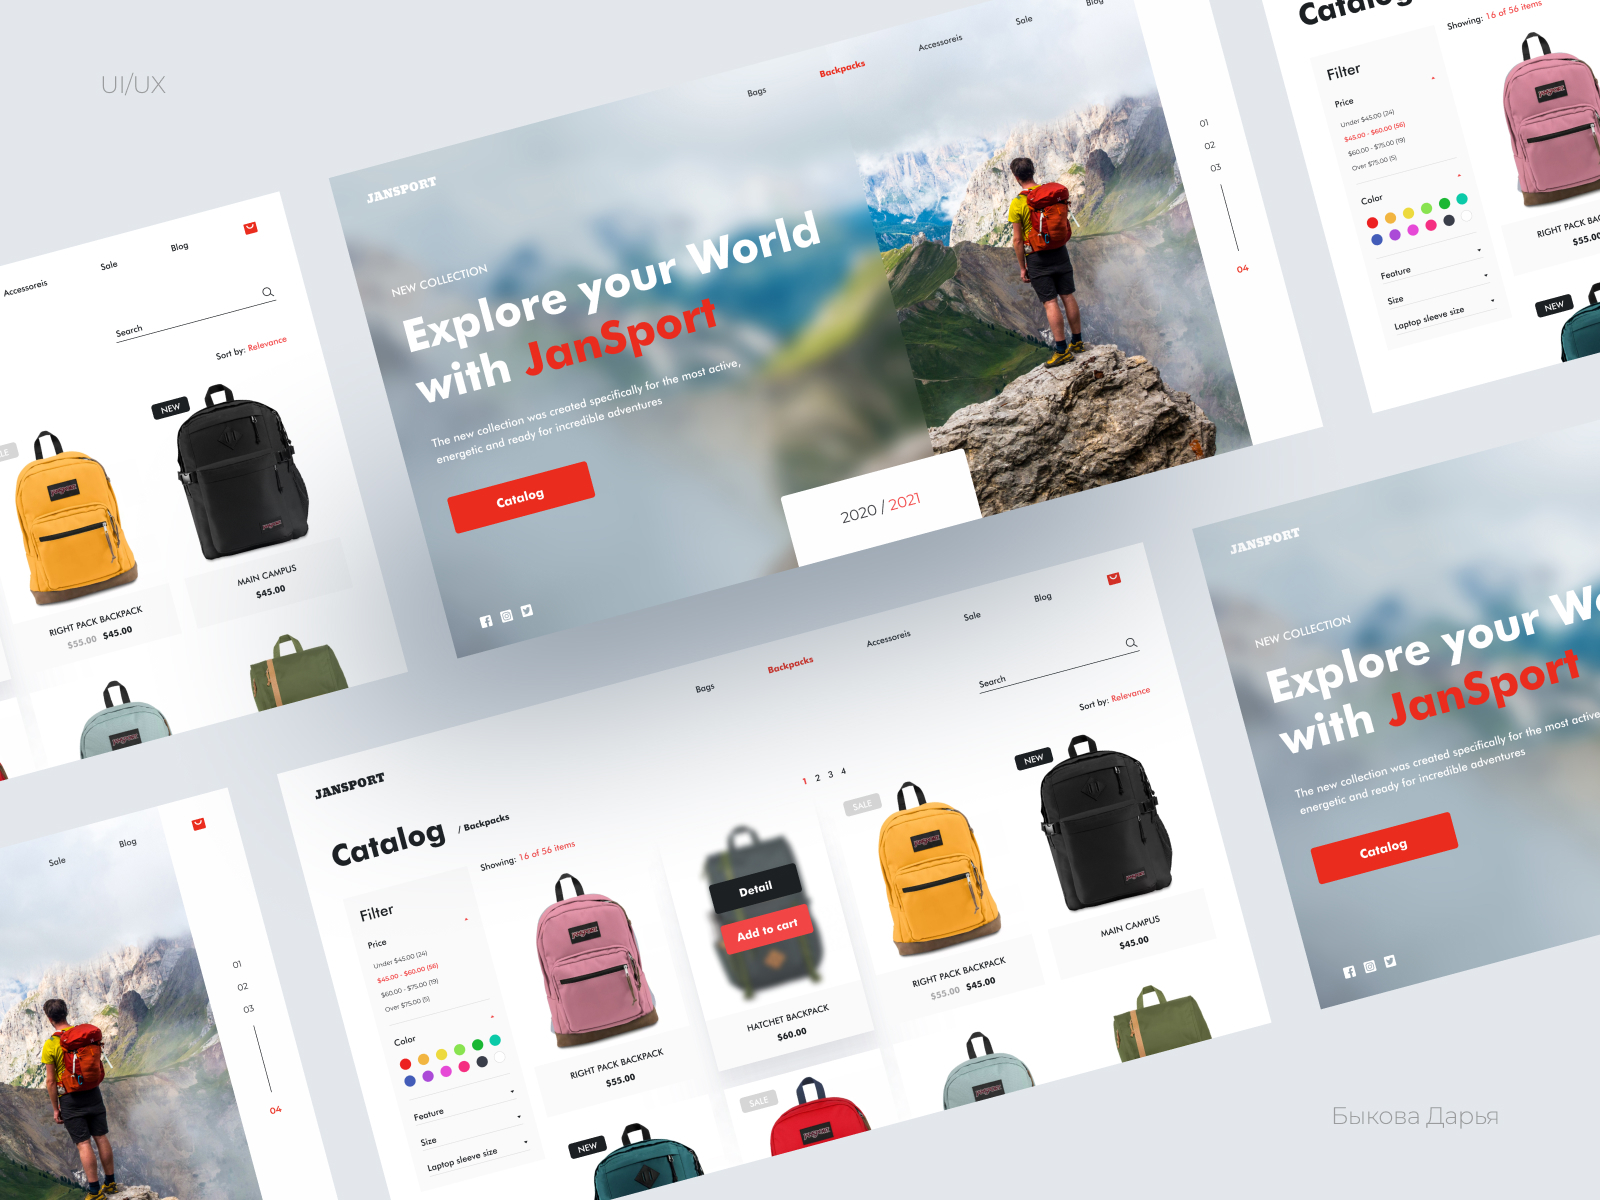 UI/UX
Accessoreis
Sale
Blog
Search
Sort by: Relevance
NEW
RIGHT PACK BACKPACK
$55.00 $45.00
MAIN CAMPUS
$45.00
JANSPORT
Bags
Backpacks
Accessoreis
Sale
Blog
NEW COLLECTION
Explore your World
with JanSport
The new collection was created specifically for the most active,
energetic and ready for incredible adventures
Catalog
2020 / 2021
01
02
03
04
Showing: 16 of 56 items
Filter
Price
Under $45.00 (24)
$45.00 - $60.00 (56)
$60.00 - $75.00 (19)
Over $75.00 (5)
Color
Feature
Size
Laptop sleeve size
NEW
$55.00
Sale
Blog
01
02
03
04
JANSPORT
Bags
Backpacks
Accessoreis
Sale
Blog
Search
Sort by: Relevance
Catalog / Backpacks
1 2 3 4
Showing: 16 of 56 items
Filter
Price
Under $45.00 (24)
$45.00 - $60.00 (56)
$60.00 - $75.00 (19)
Over $75.00 (5)
Color
Feature
Size
Laptop sleeve size
RIGHT PACK BACKPACK
$55.00
Detail
Add to cart
HATCHET BACKPACK
$60.00
SALE
RIGHT PACK BACKPACK
$55.00 $45.00
NEW
MAIN CAMPUS
$45.00
NEW
SALE
JANSPORT
NEW COLLECTION
Explore your
with JanSport
The new collection was created specifically for the most active
energetic and ready for incredible adventures
Catalog
Быкова Дарья